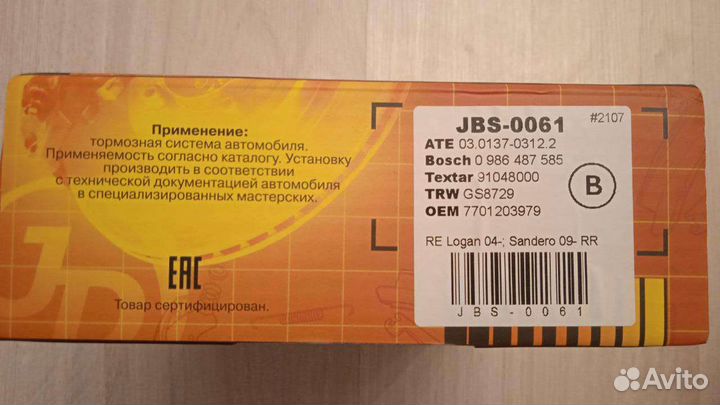 Применение:
тормозная система автомобиля.
Применяемость согласно каталогу. Установку
производить в соответствии
с технической документацией автомобиля
в специализированных мастерских.
EAC
Товар сертифицирован.
JD
JBS-0061
#2107
ATE 03.0137-0312.2
Bosch 0 986 487 585
Textar 91048000
TRW GS8729
OEM 7701203979
B
RE Logan 04-; Sandero 09- RR
JBS-0061
Avito